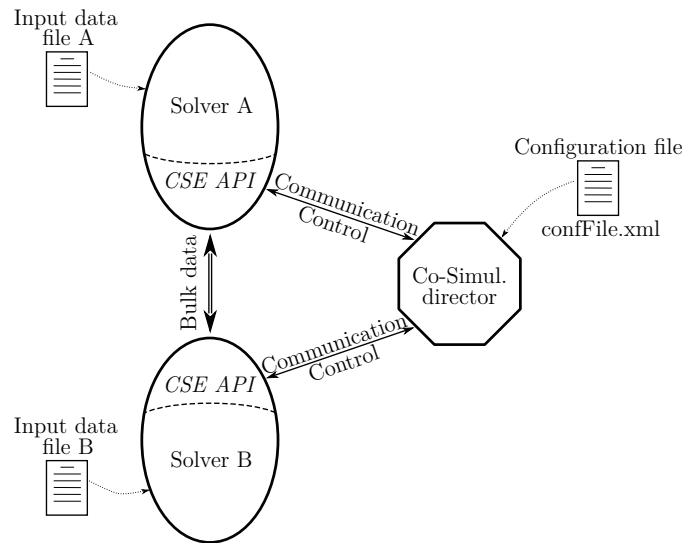 Input data
file A
Solver A
CSE API
Communication
Control
Configuration file
confFile.xml
Co-Simul.
director
Bulk data
Communication
Control
CSE API
Solver B
Input data
file B